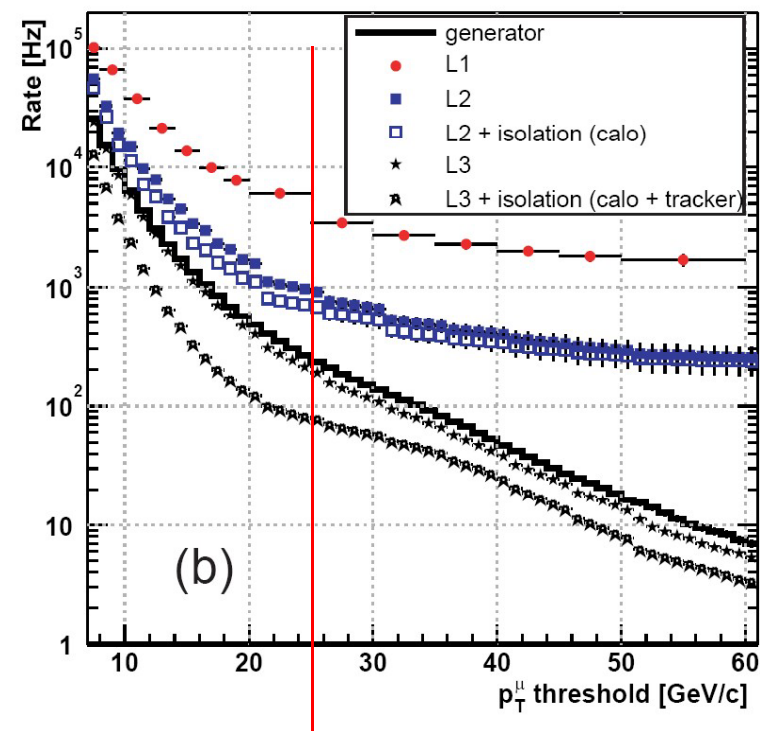 Rate [Hz]
10^5
10^4
10^3
10^2
10
1
generator
L1
L2
L2 + isolation (calo)
L3
L3 + isolation (calo + tracker)
(b)
10 20 30 40 50 60
p_T^μ threshold [GeV/c]